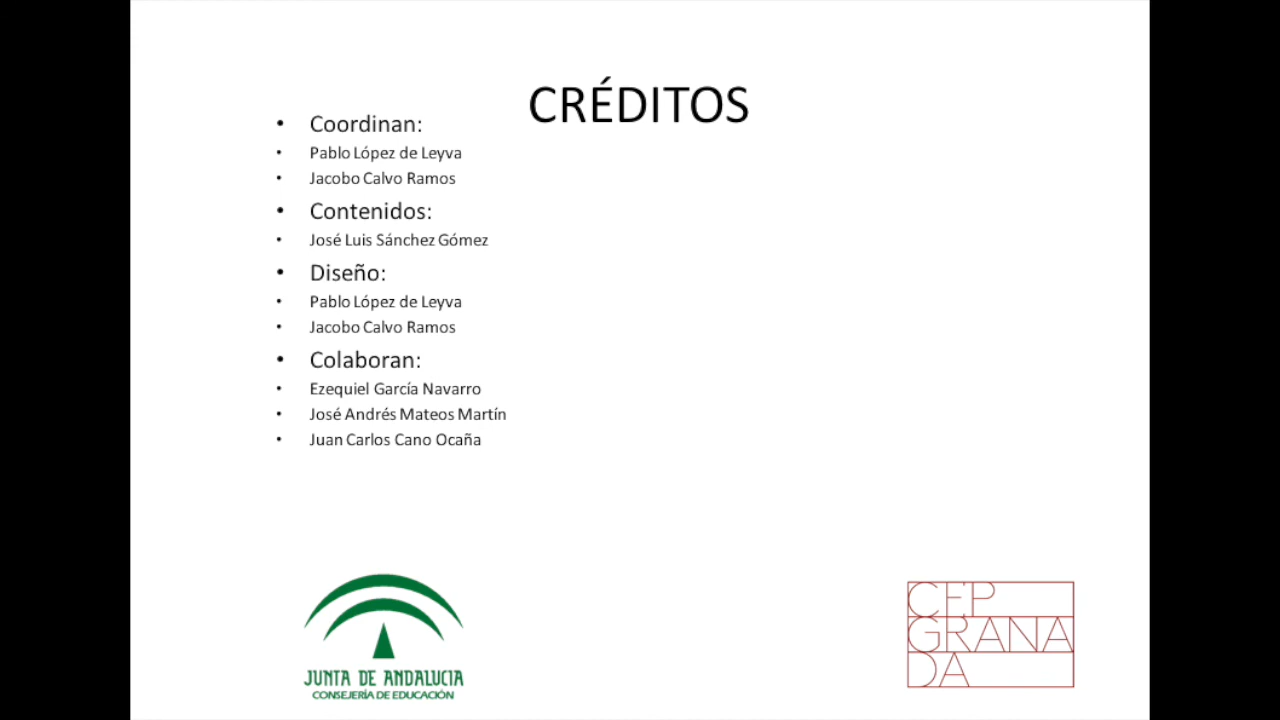 CRÉDITOS
• Coordinan:
• Pablo López de Leyva
• Jacobo Calvo Ramos
• Contenidos:
• José Luis Sánchez Gómez
• Diseño:
• Pablo López de Leyva
• Jacobo Calvo Ramos
• Colaboran:
• Ezequiel García Navarro
• José Andrés Mateos Martín
• Juan Carlos Cano Ocaña
JUNTA DE ANDALUCIA
CONSEJERÍA DE EDUCACIÓN
CEP
GRANA
DA